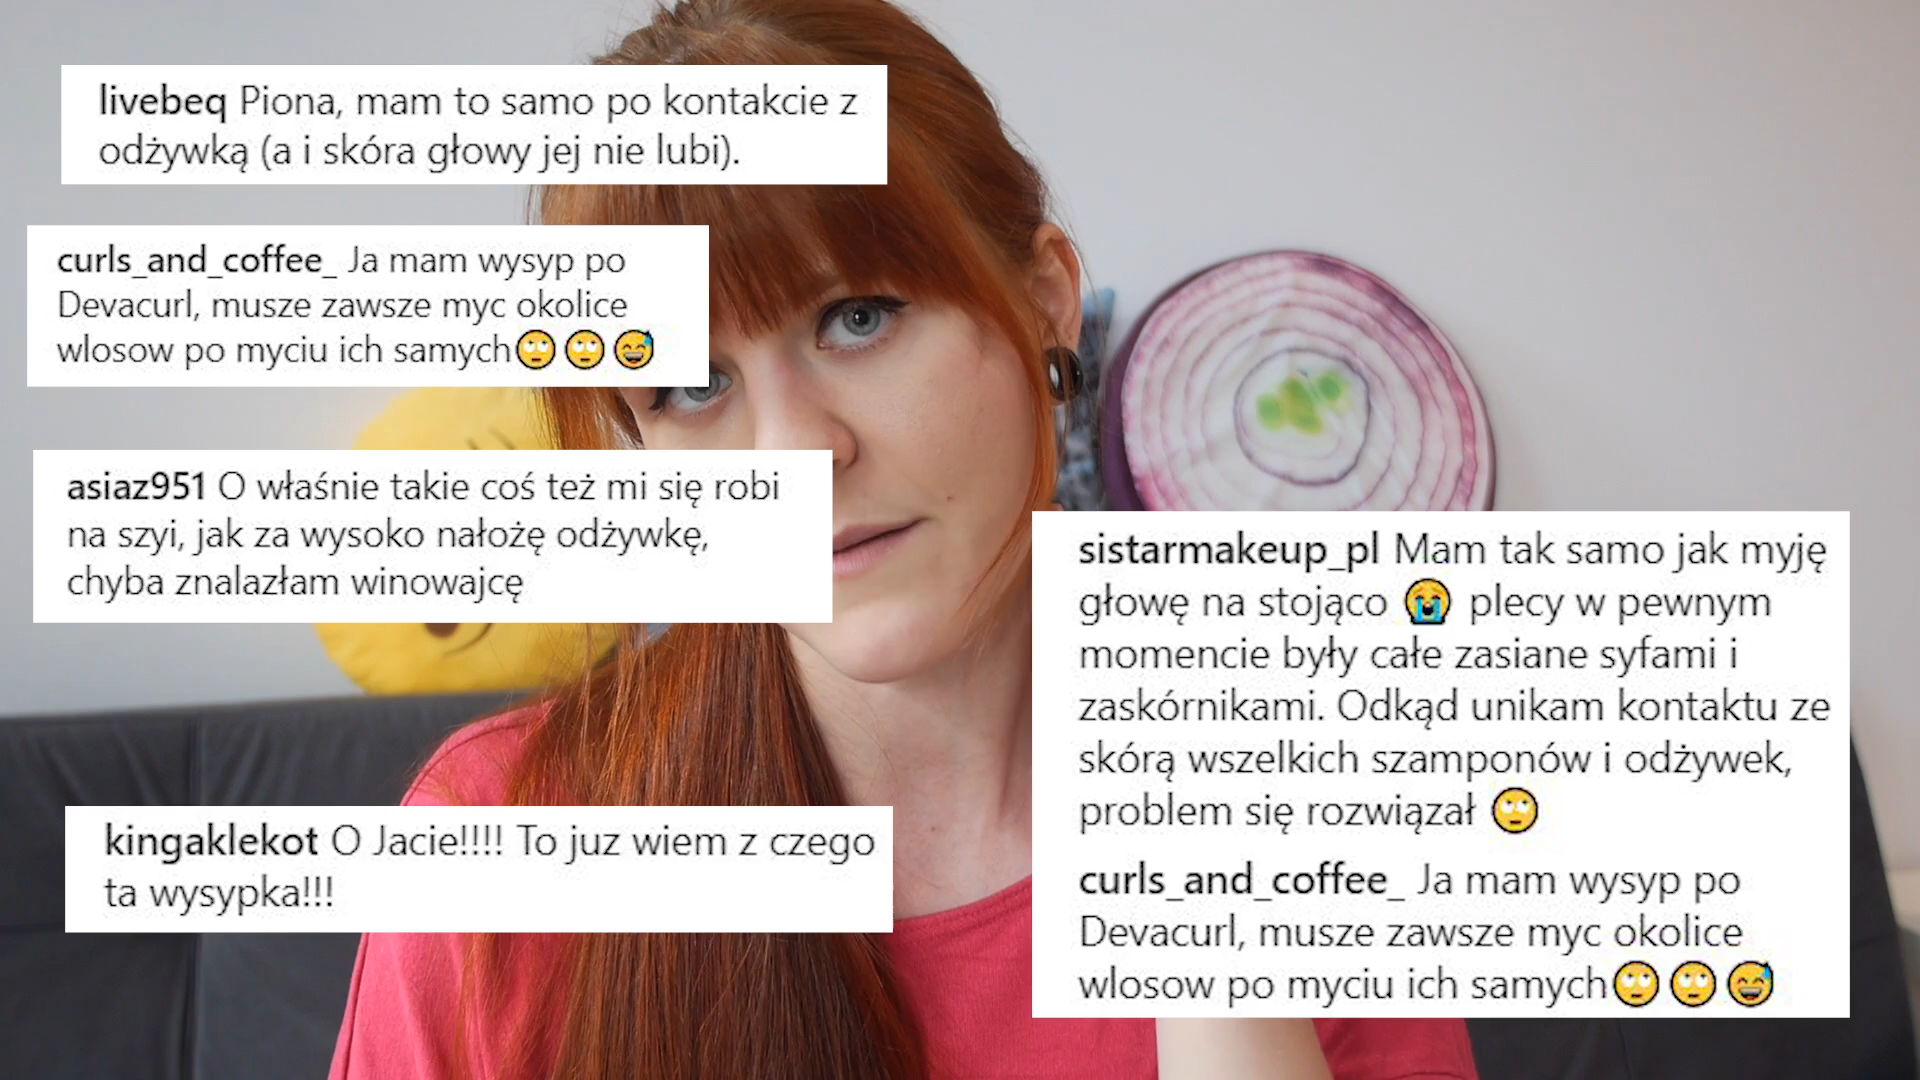 livebeq Piona, mam to samo po kontakcie z
odżywką (a i skóra głowy jej nie lubi).
curls_and_coffee_ Ja mam wysyp po
Devacurl, musze zawsze myc okolice
wlosow po myciu ich samych🙄🙄😅
asiaz951 O właśnie takie coś też mi się robi
na szyi, jak za wysoko nałożę odżywkę,
chyba znalazłam winowajcę
kingaklekot O Jacie!!!! To juz wiem z czego
ta wysypka!!!
sistarmakeup_pl Mam tak samo jak myję
głowę na stojąco 😭 plecy w pewnym
momencie były całe zasiane syfami i
zaskórnikami. Odkąd unikam kontaktu ze
skórą wszelkich szamponów i odżywek,
problem się rozwiązał 🙄
curls_and_coffee_ Ja mam wysyp po
Devacurl, musze zawsze myc okolice
wlosow po myciu ich samych🙄🙄😅